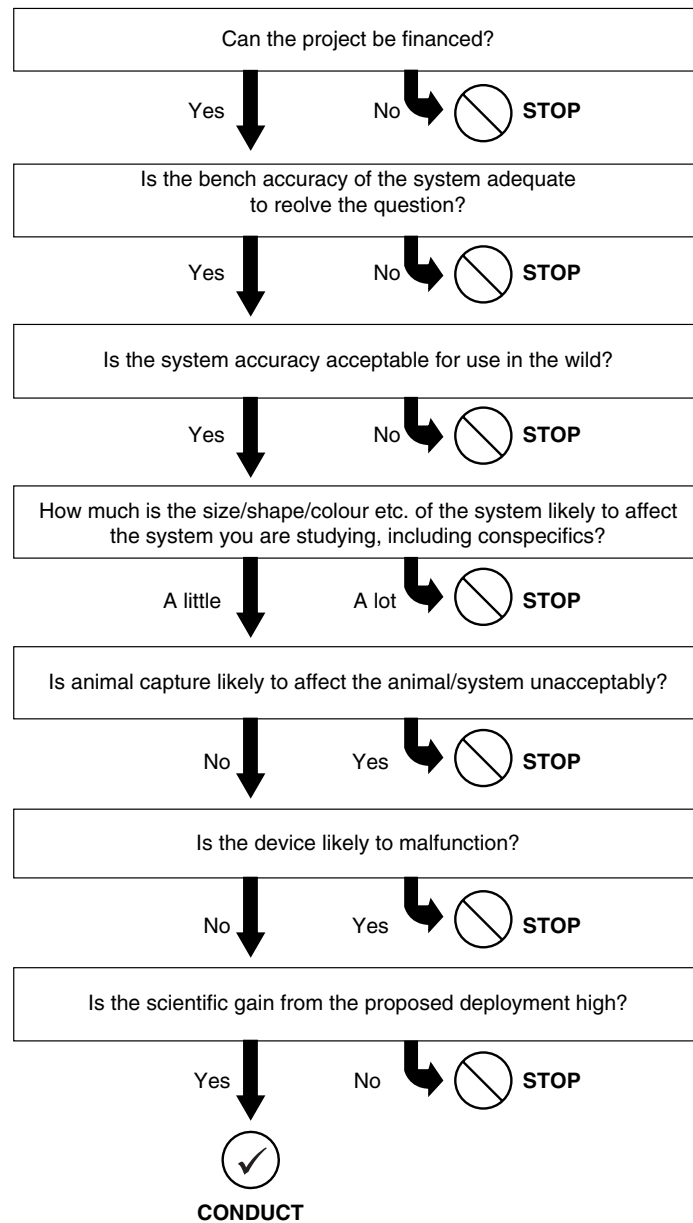 Can the project be financed?
Yes No STOP
Is the bench accuracy of the system adequate
to reolve the question?
Yes No STOP
Is the system accuracy acceptable for use in the wild?
Yes No STOP
How much is the size/shape/colour etc. of the system likely to affect
the system you are studying, including conspecifics?
A little A lot STOP
Is animal capture likely to affect the animal/system unacceptably?
No Yes STOP
Is the device likely to malfunction?
No Yes STOP
Is the scientific gain from the proposed deployment high?
Yes No STOP
CONDUCT